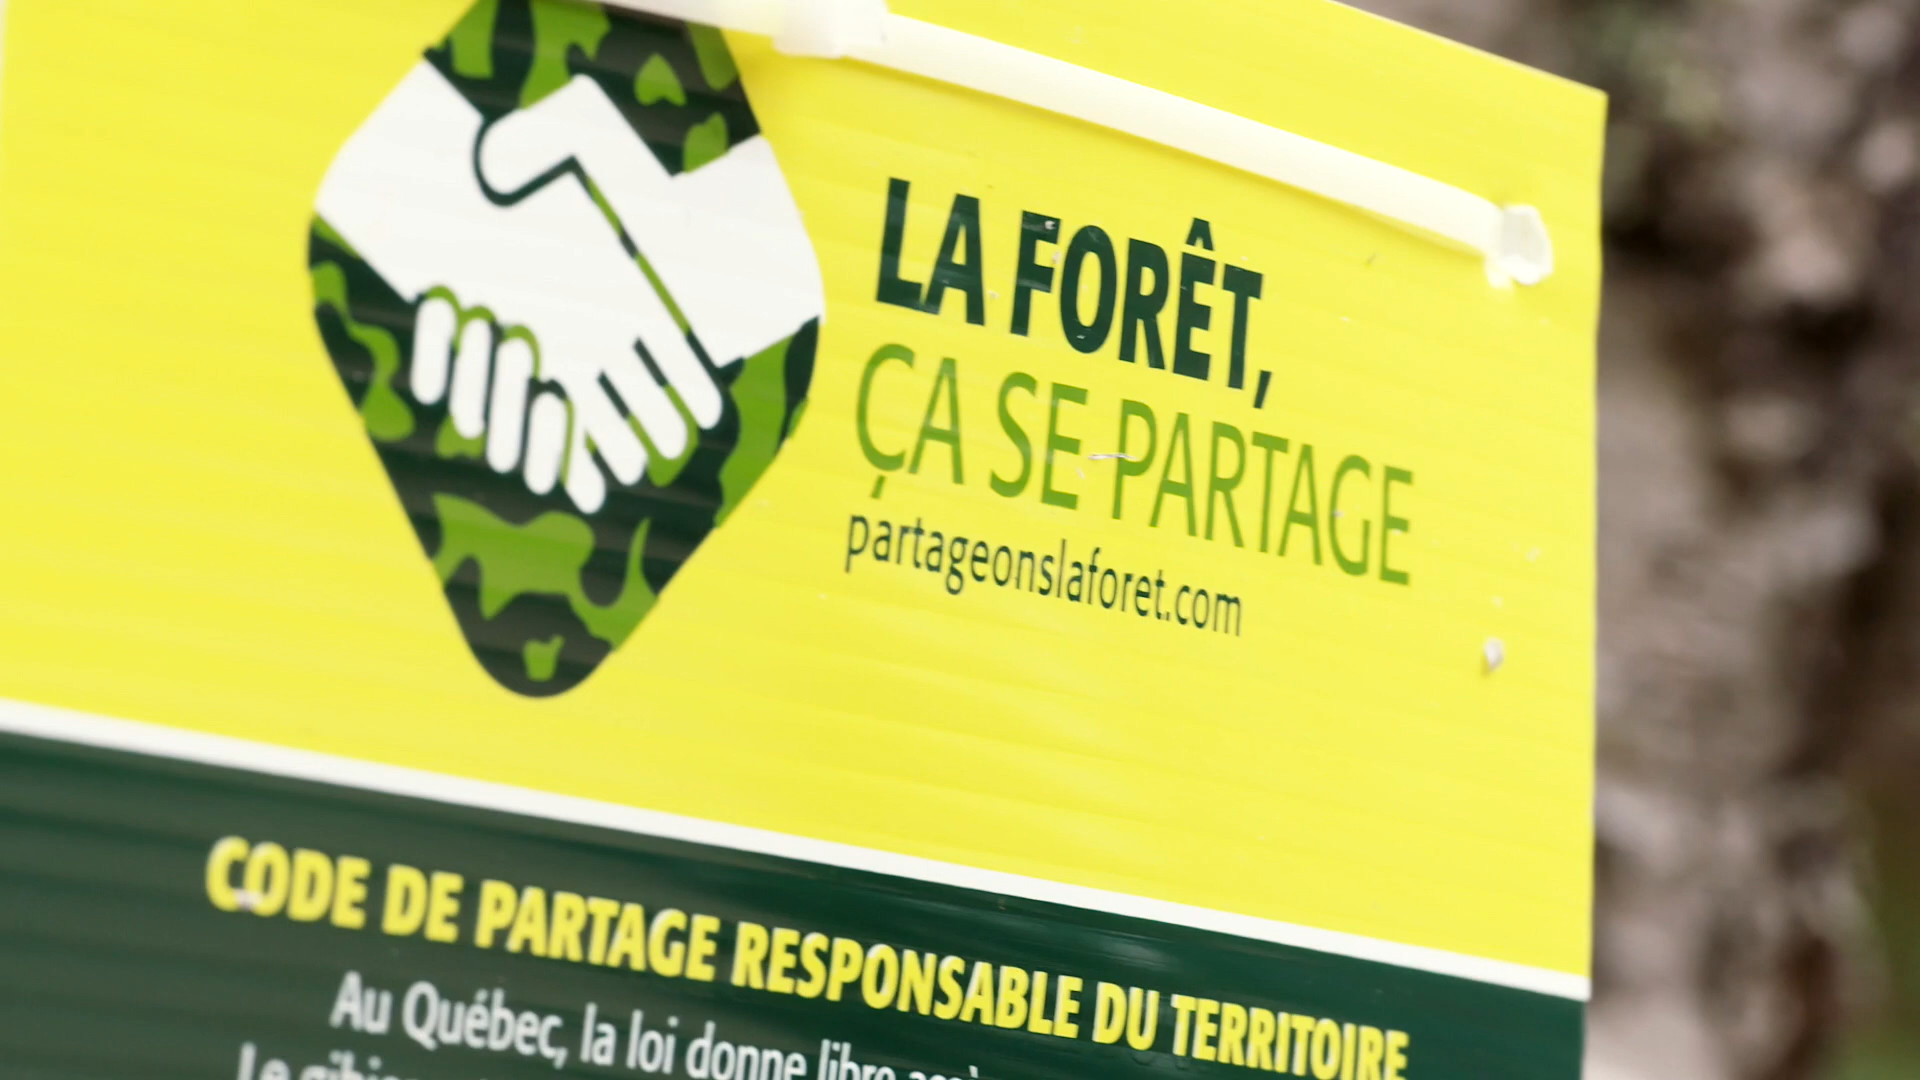 LA FORÊT,
ÇA SE PARTAGE
partageonslaforet.com
CODE DE PARTAGE RESPONSABLE DU TERRITOIRE
Au Québec, la loi donne libre
Le